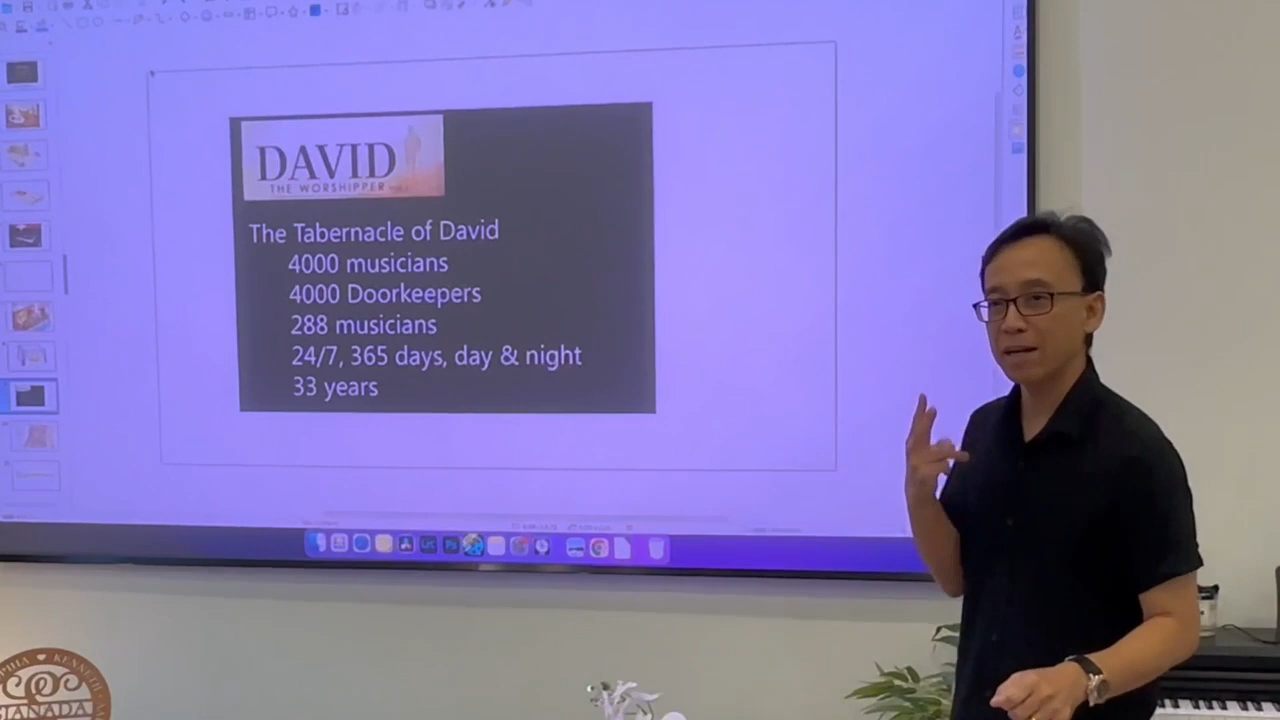 DAVID
THE WORSHIPPER
The Tabernacle of David
4000 musicians
4000 Doorkeepers
288 musicians
24/7, 365 days, day & night
33 years
KENNETH